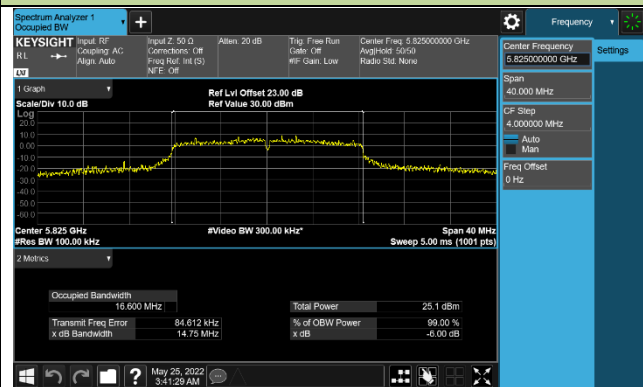 Spectrum Analyzer 1
Occupied BW
Frequency
KEYSIGHT
RL
LXI
Input: RF
Coupling: AC
Align: Auto
Input Z: 50 Ω
Corrections: Off
Freq Ref: Int (S)
NFE: Off
Atten: 20 dB
Trig: Free Run
Gate: Off
#IF Gain: Low
Center Freq: 5.825000000 GHz
Avg|Hold: 50/50
Radio Std: None
Center Frequency
5.825000000 GHz
Settings
Span
40.000 MHz
CF Step
4.000000 MHz
Auto
Man
Freq Offset
0 Hz
1 Graph
Scale/Div 10.0 dB
Ref Lvl Offset 23.00 dB
Ref Value 30.00 dBm
Log
20.0
10.0
0.00
-10.0
-20.0
-30.0
-40.0
-50.0
-60.0
Center 5.825 GHz
#Res BW 100.00 kHz
#Video BW 300.00 kHz*
Span 40 MHz
Sweep 5.00 ms (1001 pts)
2 Metrics
Occupied Bandwidth
16.600 MHz
Total Power 25.1 dBm
Transmit Freq Error 84.612 kHz
% of OBW Power 99.00 %
x dB Bandwidth 14.75 MHz
x dB -6.00 dB
?
May 25, 2022
3:41:29 AM